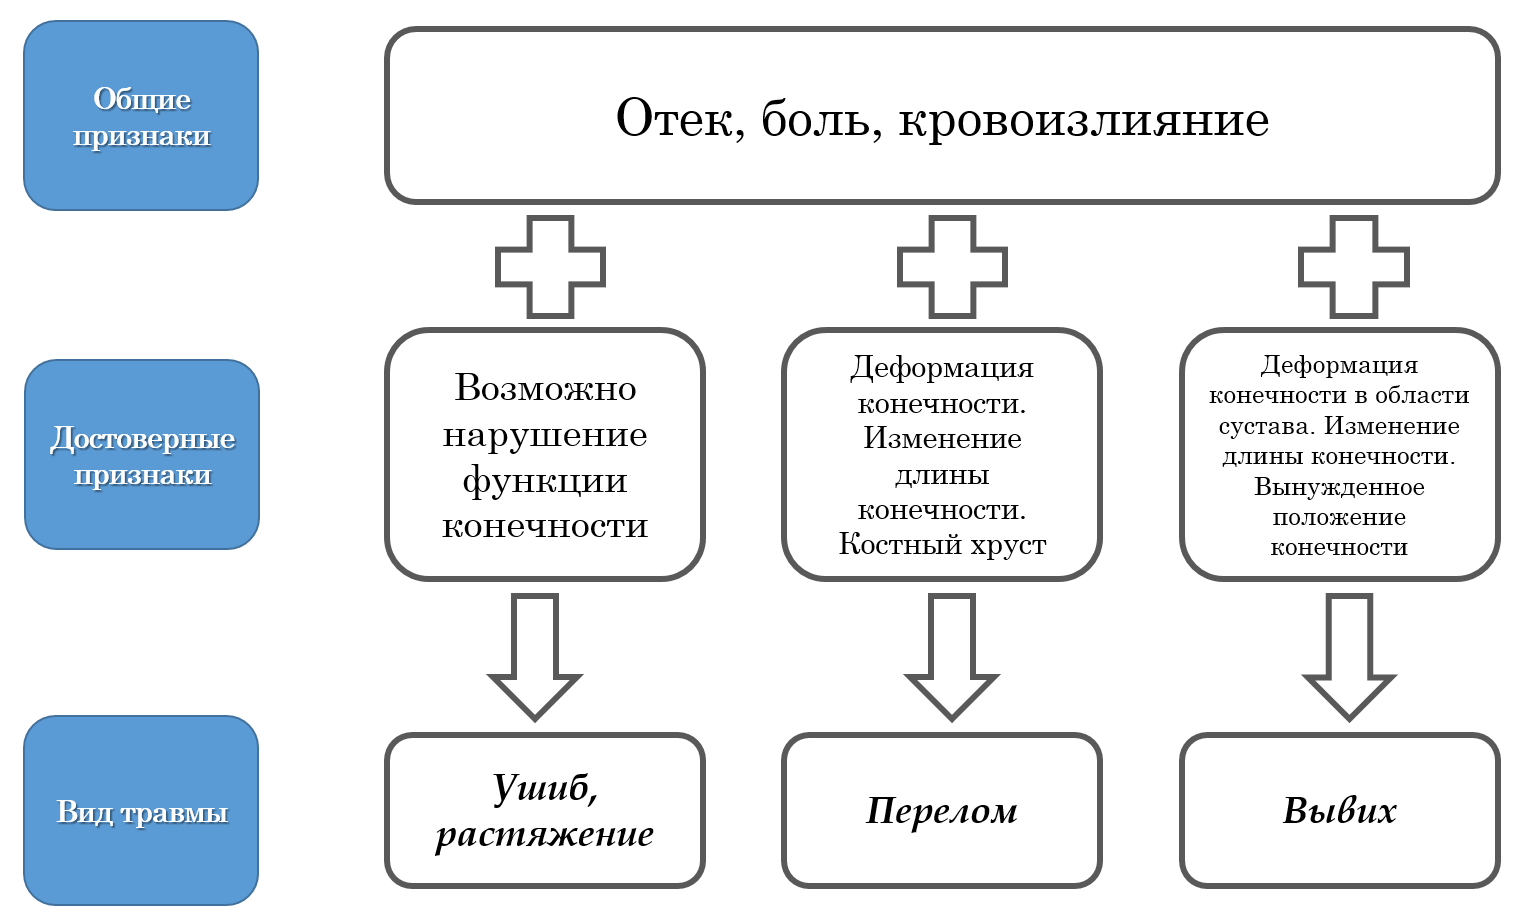 Общие
признаки
Отек, боль, кровоизлияние
Достоверные
признаки
Возможно
нарушение
функции
конечности
Деформация
конечности.
Изменение
длины
конечности.
Костный хруст
Деформация
конечности в области
сустава. Изменение
длины конечности.
Вынужденное
положение
конечности
Вид травмы
Ушиб,
растяжение
Перелом
Вывих